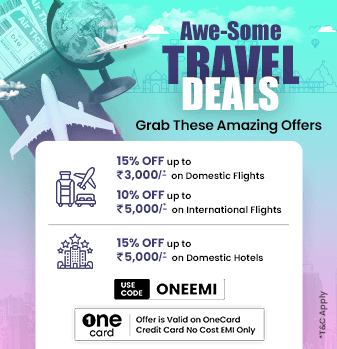 Awe-Some
TRAVEL
DEALS
Grab These Amazing Offers
15% OFF up to
₹3,000/* on Domestic Flights
10% OFF up to
₹5,000/* on International Flights
15% OFF up to
₹5,000/* on Domestic Hotels
USE CODE ONEEMI
one card
Offer is Valid on OneCard
Credit Card No Cost EMI Only
*T&C Apply